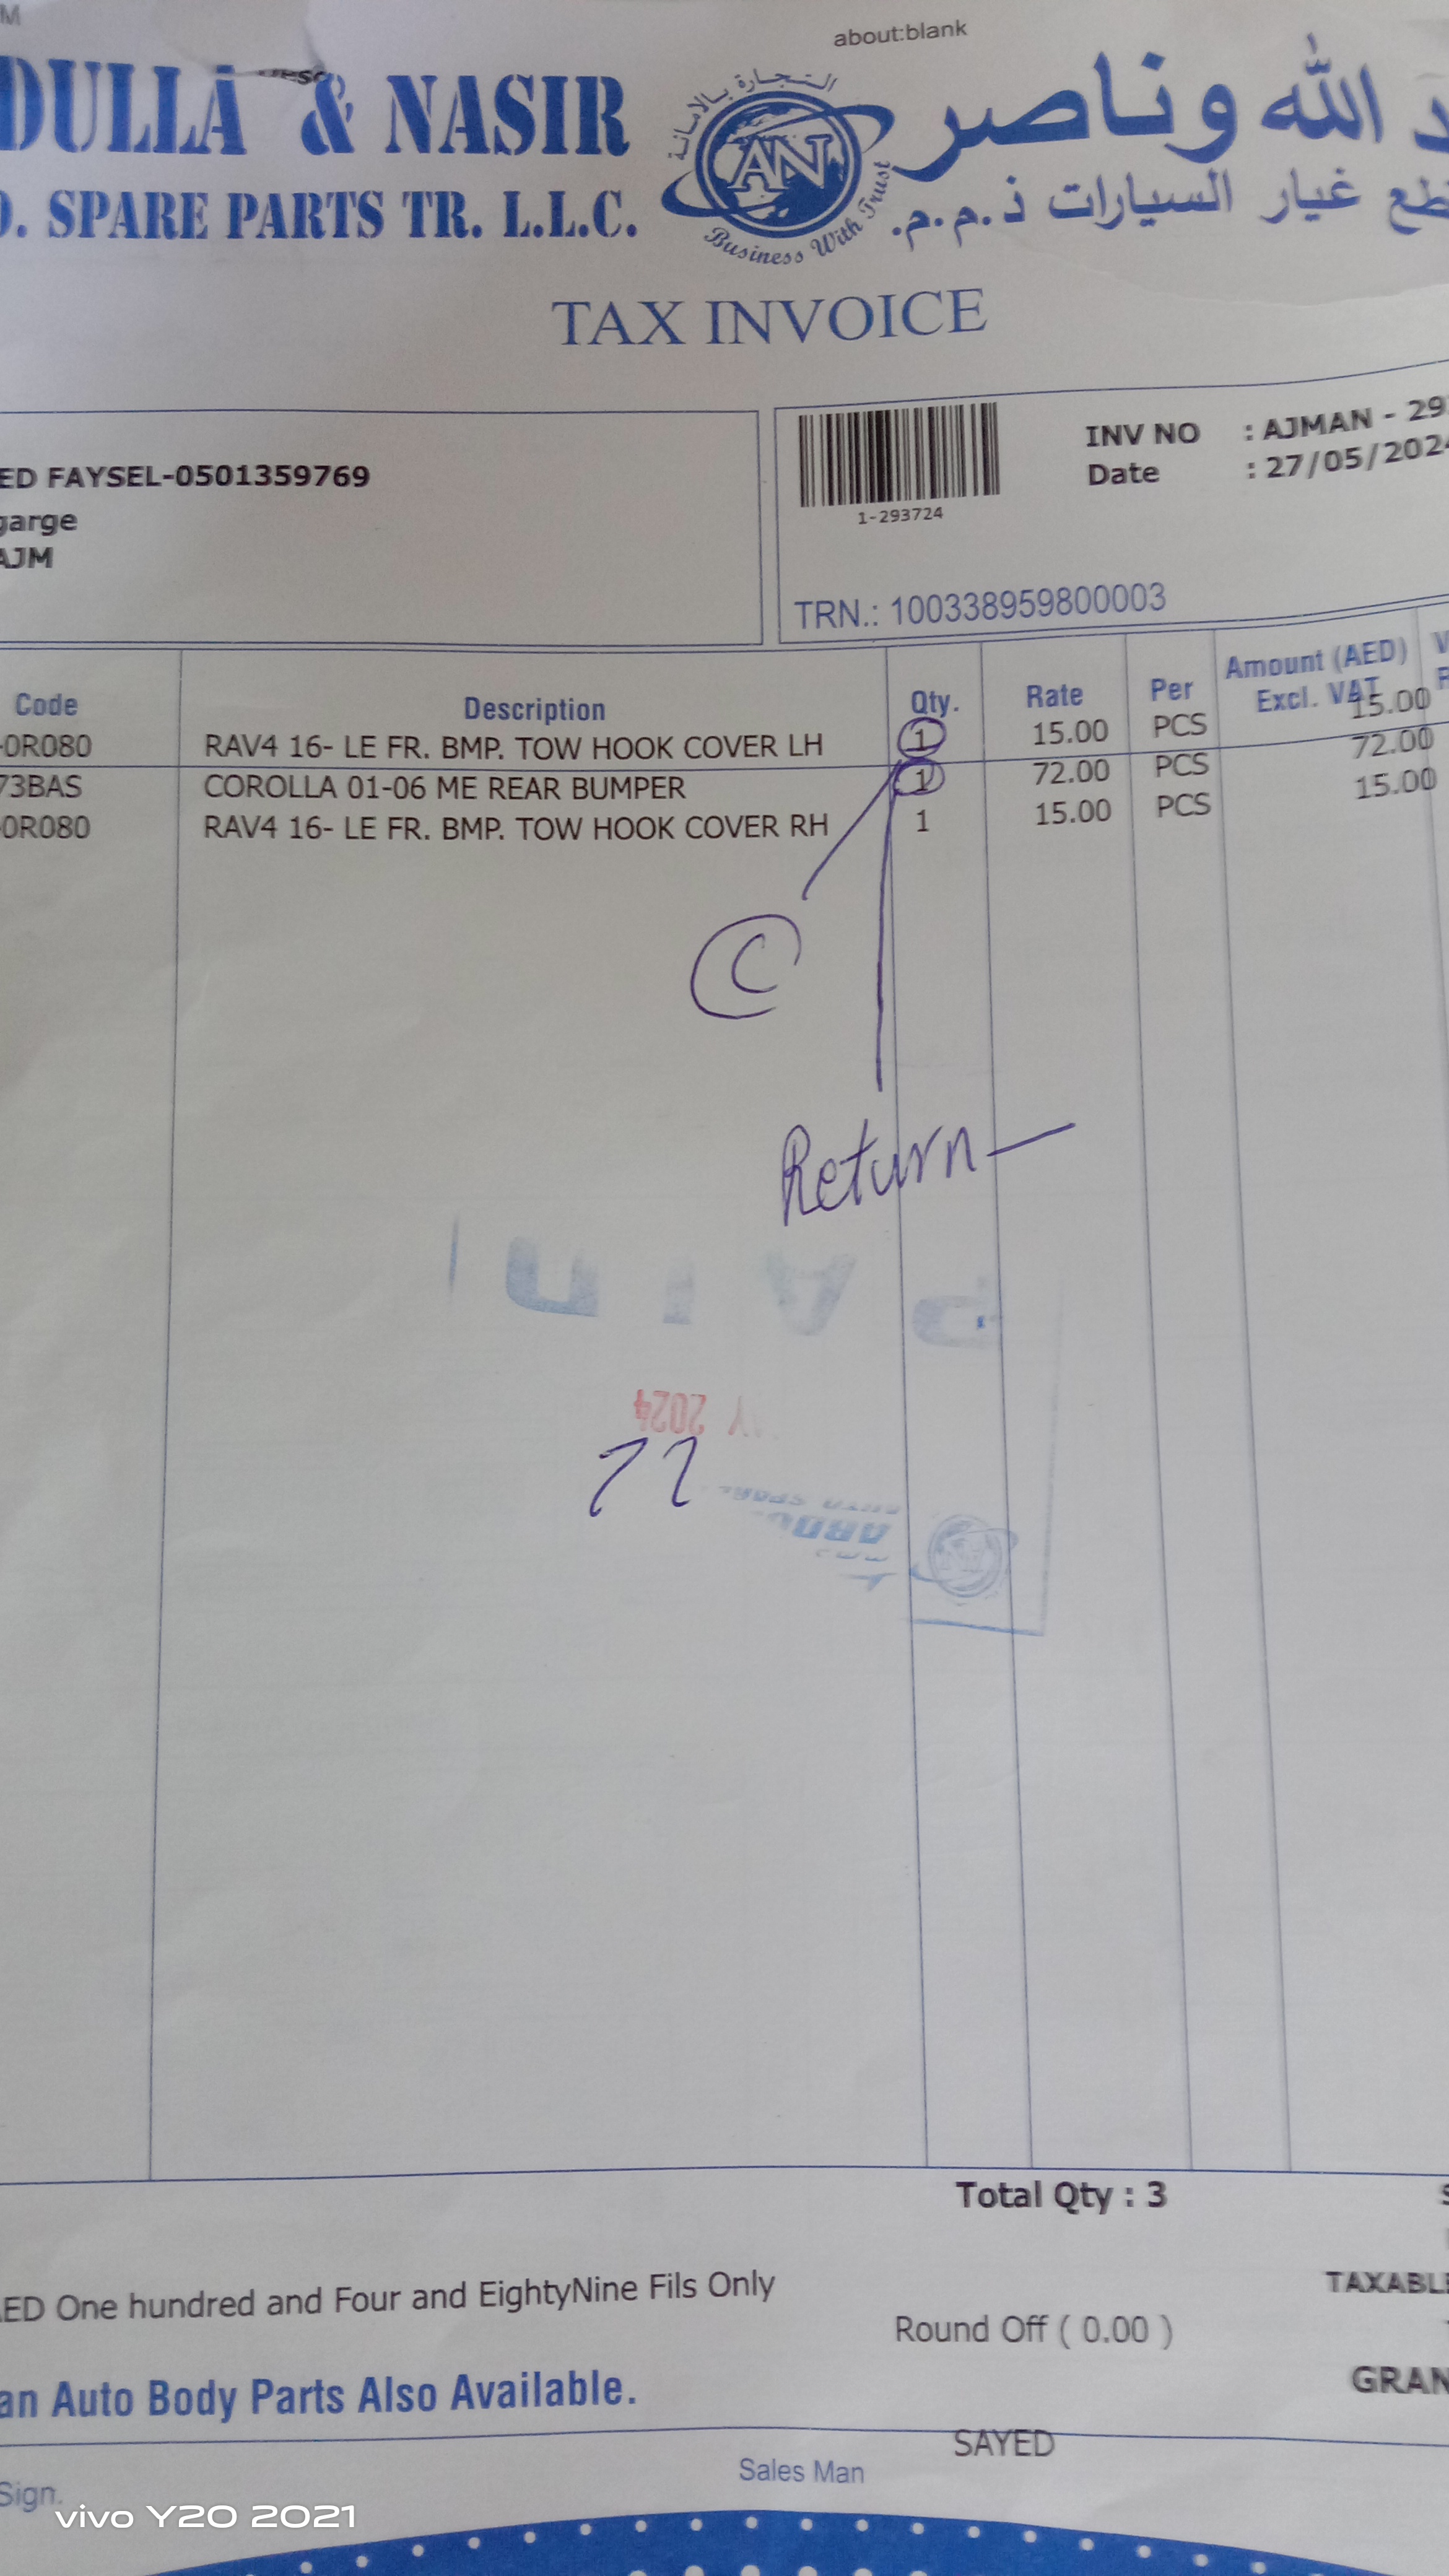 M
about:blank
DULLA & NASIR
د الله وناصر
). SPARE PARTS TR. L.L.C.
طع غيار السيارات ذ.م.م.
التجارة بالامانة
AN
Business With Trust
TAX INVOICE
ED FAYSEL-0501359769
garge
AJM
1-293724
INV NO : AJMAN - 29
Date : 27/05/202
TRN.: 100338959800003
Code Description Qty. Rate Per Amount (AED) Excl. VAT
-0R080 RAV4 16- LE FR. BMP. TOW HOOK COVER LH 1 15.00 PCS 15.00
73BAS COROLLA 01-06 ME REAR BUMPER 1 72.00 PCS 72.00
-0R080 RAV4 16- LE FR. BMP. TOW HOOK COVER RH 1 15.00 PCS 15.00
C
Return
PAID
Y 2024
Total Qty : 3
ED One hundred and Four and EightyNine Fils Only
TAXABL
Round Off ( 0.00 )
GRAN
an Auto Body Parts Also Available.
SAYED
Sales Man
Sign.
vivo Y20 2021